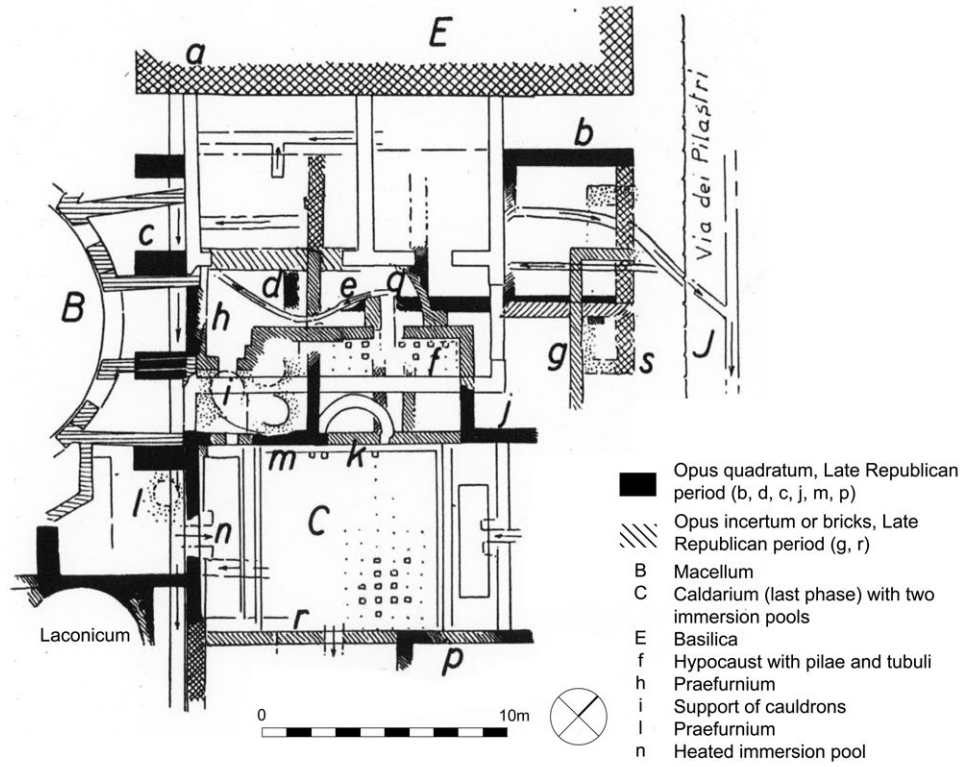 E
a
b
Via dei Pilastri
c
B
d
e
q
h
f
i
g
s
J
j
m
k
l
n
C
r
p
Laconicum
0 10m
Opus quadratum, Late Republican
period (b, d, c, j, m, p)
Opus incertum or bricks, Late
Republican period (g, r)
B Macellum
C Caldarium (last phase) with two
immersion pools
E Basilica
f Hypocaust with pilae and tubuli
h Praefurnium
i Support of cauldrons
l Praefurnium
n Heated immersion pool